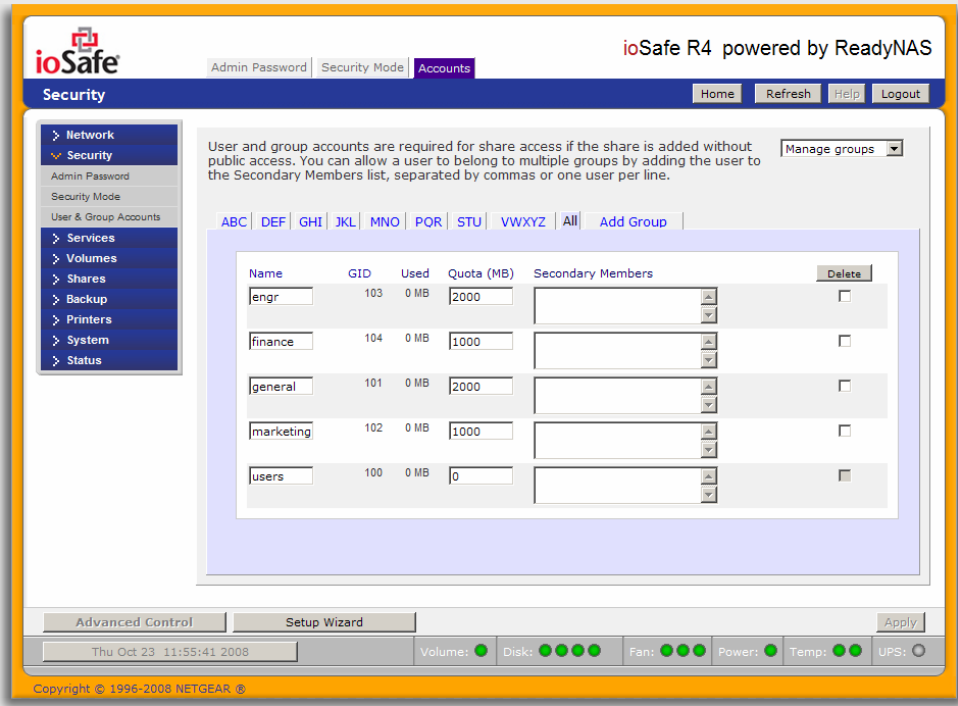 ioSafe
ioSafe R4 powered by ReadyNAS
Admin Password
Security Mode
Accounts
Security
Home
Refresh
Help
Logout
Network
Security
Admin Password
Security Mode
User & Group Accounts
Services
Volumes
Shares
Backup
Printers
System
Status
User and group accounts are required for share access if the share is added without
public access. You can allow a user to belong to multiple groups by adding the user to
the Secondary Members list, separated by commas or one user per line.
Manage groups
ABC DEF GHI JKL MNO PQR STU VWXYZ All Add Group
Name GID Used Quota (MB) Secondary Members Delete
engr 103 0 MB 2000
finance 104 0 MB 1000
general 101 0 MB 2000
marketing 102 0 MB 1000
users 100 0 MB 0
Advanced Control
Setup Wizard
Apply
Thu Oct 23 11:55:41 2008
Volume:
Disk:
Fan:
Power:
Temp:
UPS:
Copyright © 1996-2008 NETGEAR ®